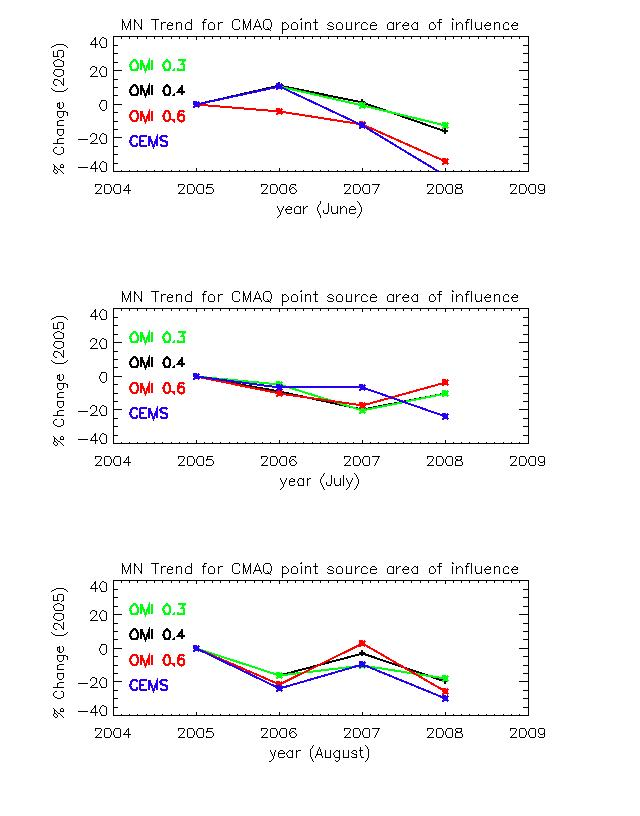 MN Trend for CMAQ point source area of influence
% Change (2005)
40
20
0
−20
−40
OMI 0.3
OMI 0.4
OMI 0.6
CEMS
2004 2005 2006 2007 2008 2009
year (June)
MN Trend for CMAQ point source area of influence
% Change (2005)
40
20
0
−20
−40
OMI 0.3
OMI 0.4
OMI 0.6
CEMS
2004 2005 2006 2007 2008 2009
year (July)
MN Trend for CMAQ point source area of influence
% Change (2005)
40
20
0
−20
−40
OMI 0.3
OMI 0.4
OMI 0.6
CEMS
2004 2005 2006 2007 2008 2009
year (August)